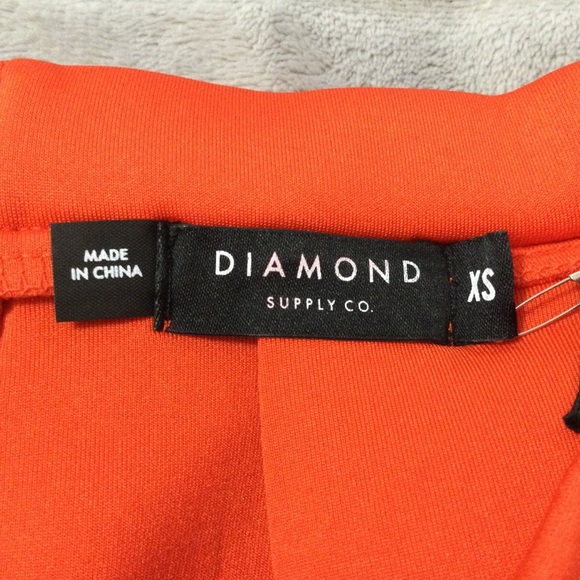 MADE
IN CHINA
DIAMOND
SUPPLY CO.
XS